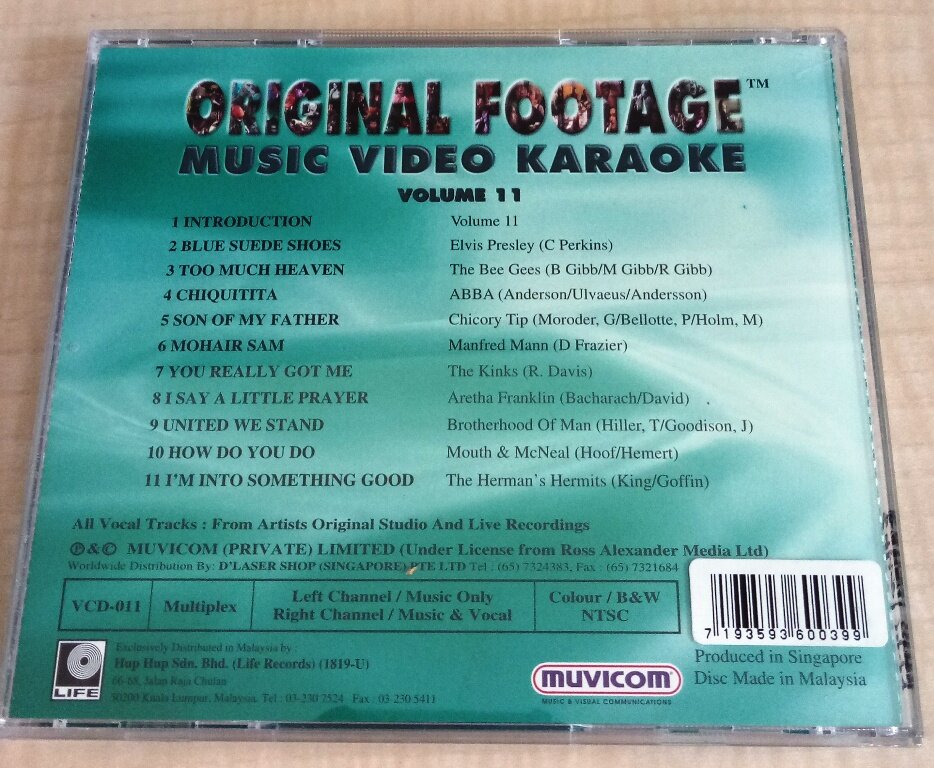 ORIGINAL FOOTAGE™
MUSIC VIDEO KARAOKE
VOLUME 11
1 INTRODUCTION Volume 11
2 BLUE SUEDE SHOES Elvis Presley (C Perkins)
3 TOO MUCH HEAVEN The Bee Gees (B Gibb/M Gibb/R Gibb)
4 CHIQUITITA ABBA (Anderson/Ulvaeus/Andersson)
5 SON OF MY FATHER Chicory Tip (Moroder, G/Bellotte, P/Holm, M)
6 MOHAIR SAM Manfred Mann (D Frazier)
7 YOU REALLY GOT ME The Kinks (R. Davis)
8 I SAY A LITTLE PRAYER Aretha Franklin (Bacharach/David)
9 UNITED WE STAND Brotherhood Of Man (Hiller, T/Goodison, J)
10 HOW DO YOU DO Mouth & McNeal (Hoof/Hemert)
11 I'M INTO SOMETHING GOOD The Herman's Hermits (King/Goffin)
All Vocal Tracks : From Artists Original Studio And Live Recordings
℗ & © MUVICOM (PRIVATE) LIMITED (Under License from Ross Alexander Media Ltd)
Worldwide Distribution By: D'LASER SHOP (SINGAPORE) PTE LTD Tel : (65) 7324383, Fax : (65) 7321684
VCD-011 Multiplex Left Channel / Music Only Colour / B&W
Right Channel / Music & Vocal NTSC
7 193593 600399
Exclusively Distributed in Malaysia by :
Hup Hup Sdn. Bhd. (Life Records) (1819-U)
66-68, Jalan Raja Chulan
50200 Kuala Lumpur, Malaysia, Tel : 03-230 7524 Fax : 03 230 5411
LIFE
MUVICOM
MUSIC & VISUAL COMMUNICATIONS
Produced in Singapore
Disc Made in Malaysia